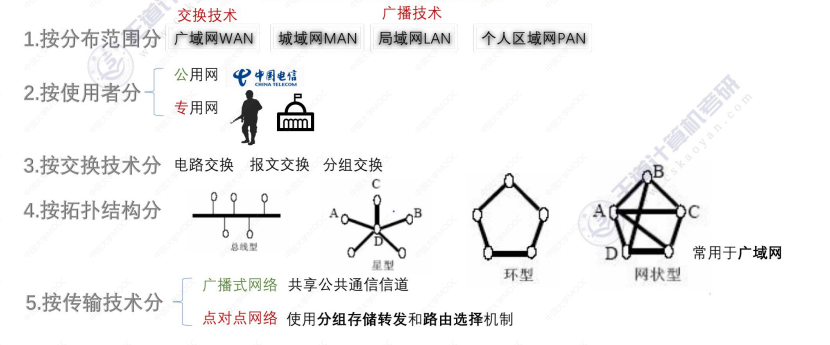 交换技术 广播技术
1.按分布范围分 广域网WAN 城域网MAN 局域网LAN 个人区域网PAN
2.按使用者分
公用网 中国电信
CHINA TELECOM
专用网
3.按交换技术分 电路交换 报文交换 分组交换
4.按拓扑结构分
总线型
C
A B
D
星型
环型
B
A C
D
网状型
常用于广域网
5.按传输技术分
广播式网络 共享公共通信信道
点对点网络 使用分组存储转发和路由选择机制
王道计算机考研